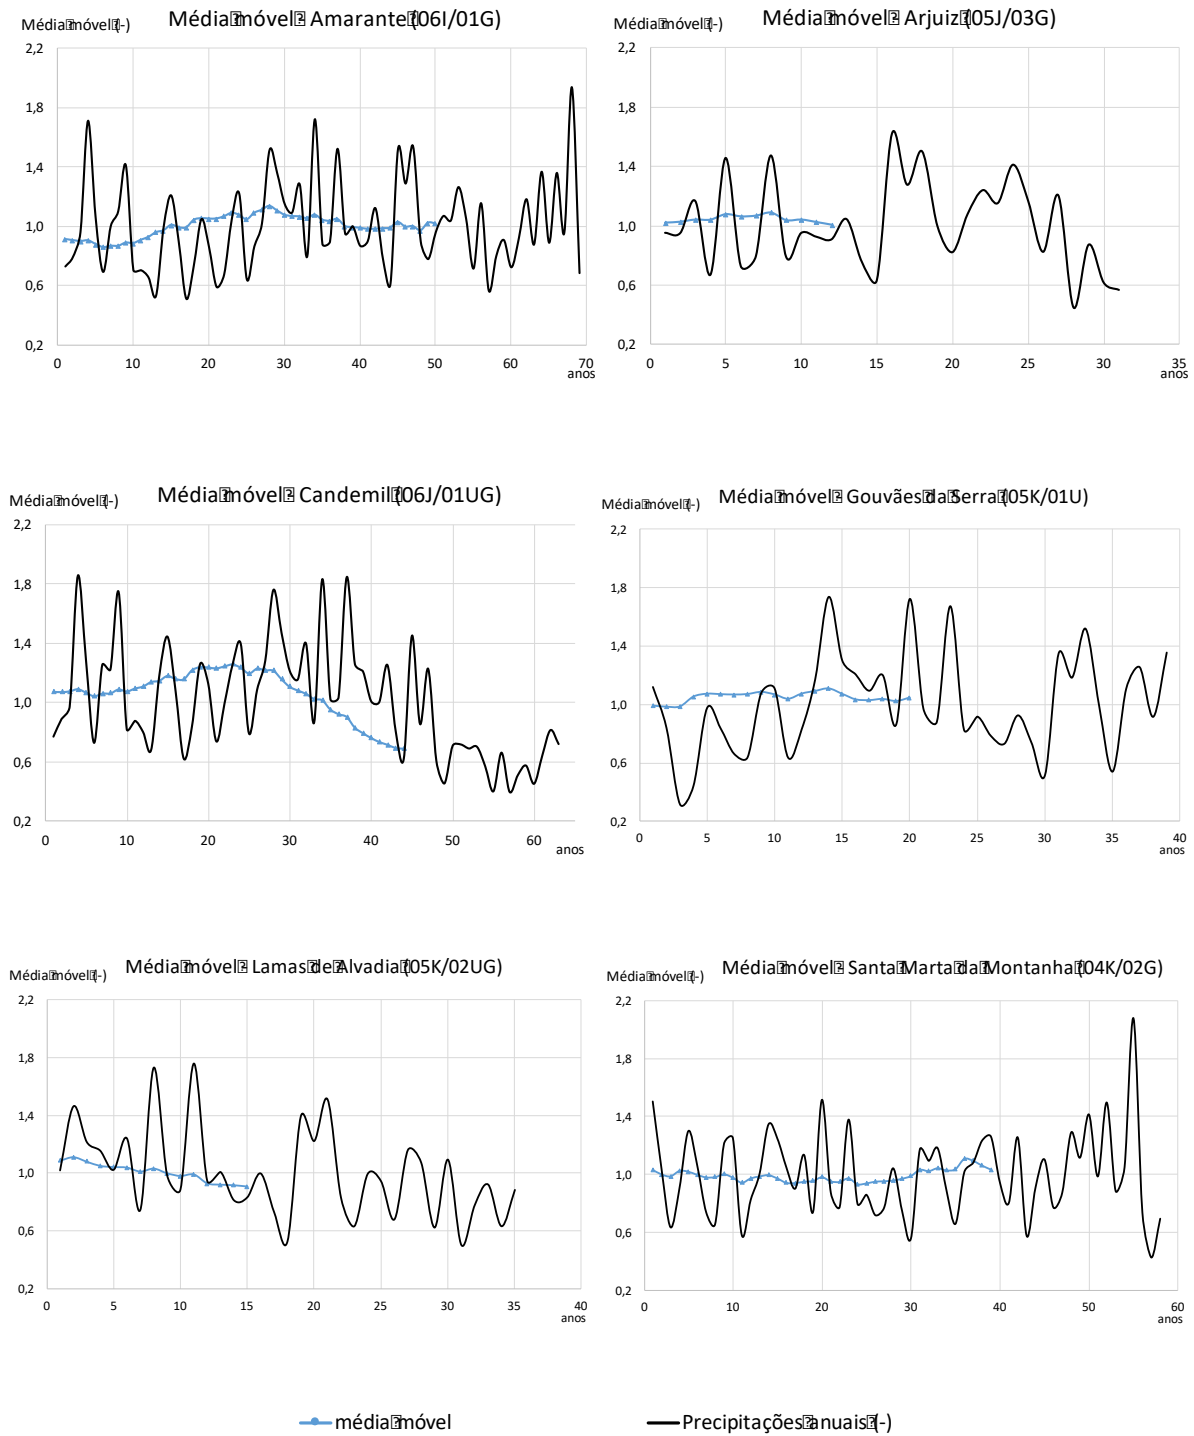 Média móvel - Amarante (06I/01G)
Média móvel (-)
2,2
1,8
1,4
1,0
0,6
0,2
0 10 20 30 40 50 60 70
anos
Média móvel - Arjuiz (05J/03G)
Média móvel (-)
2,2
1,8
1,4
1,0
0,6
0,2
0 5 10 15 20 25 30 35
anos
Média móvel - Candemil (06J/01UG)
Média móvel (-)
2,2
1,8
1,4
1,0
0,6
0,2
0 10 20 30 40 50 60
anos
Média móvel - Gouvães da Serra (05K/01U)
Média móvel (-)
2,2
1,8
1,4
1,0
0,6
0,2
0 5 10 15 20 25 30 35 40
anos
Média móvel - Lamas de Alvadia (05K/02UG)
Média móvel (-)
2,2
1,8
1,4
1,0
0,6
0,2
0 5 10 15 20 25 30 35 40
anos
Média móvel - Santa Marta da Montanha (04K/02G)
Média móvel (-)
2,2
1,8
1,4
1,0
0,6
0,2
0 10 20 30 40 50 60
anos
média móvel
Precipitações anuais (-)